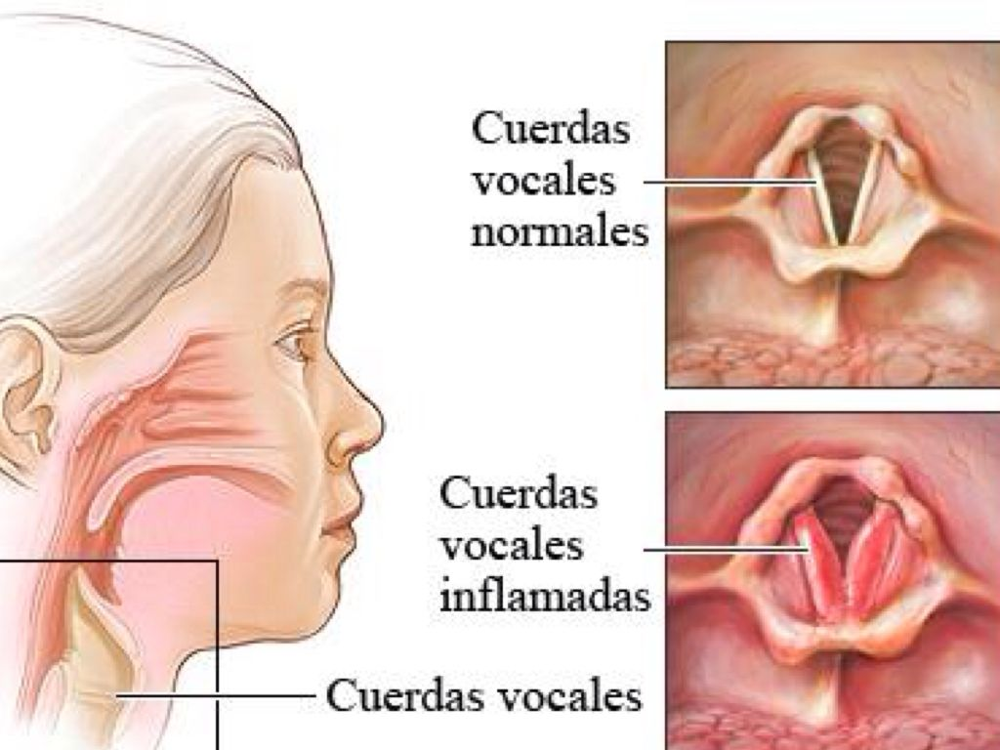 Cuerdas
vocales
normales
Cuerdas
vocales
inflamadas
Cuerdas vocales